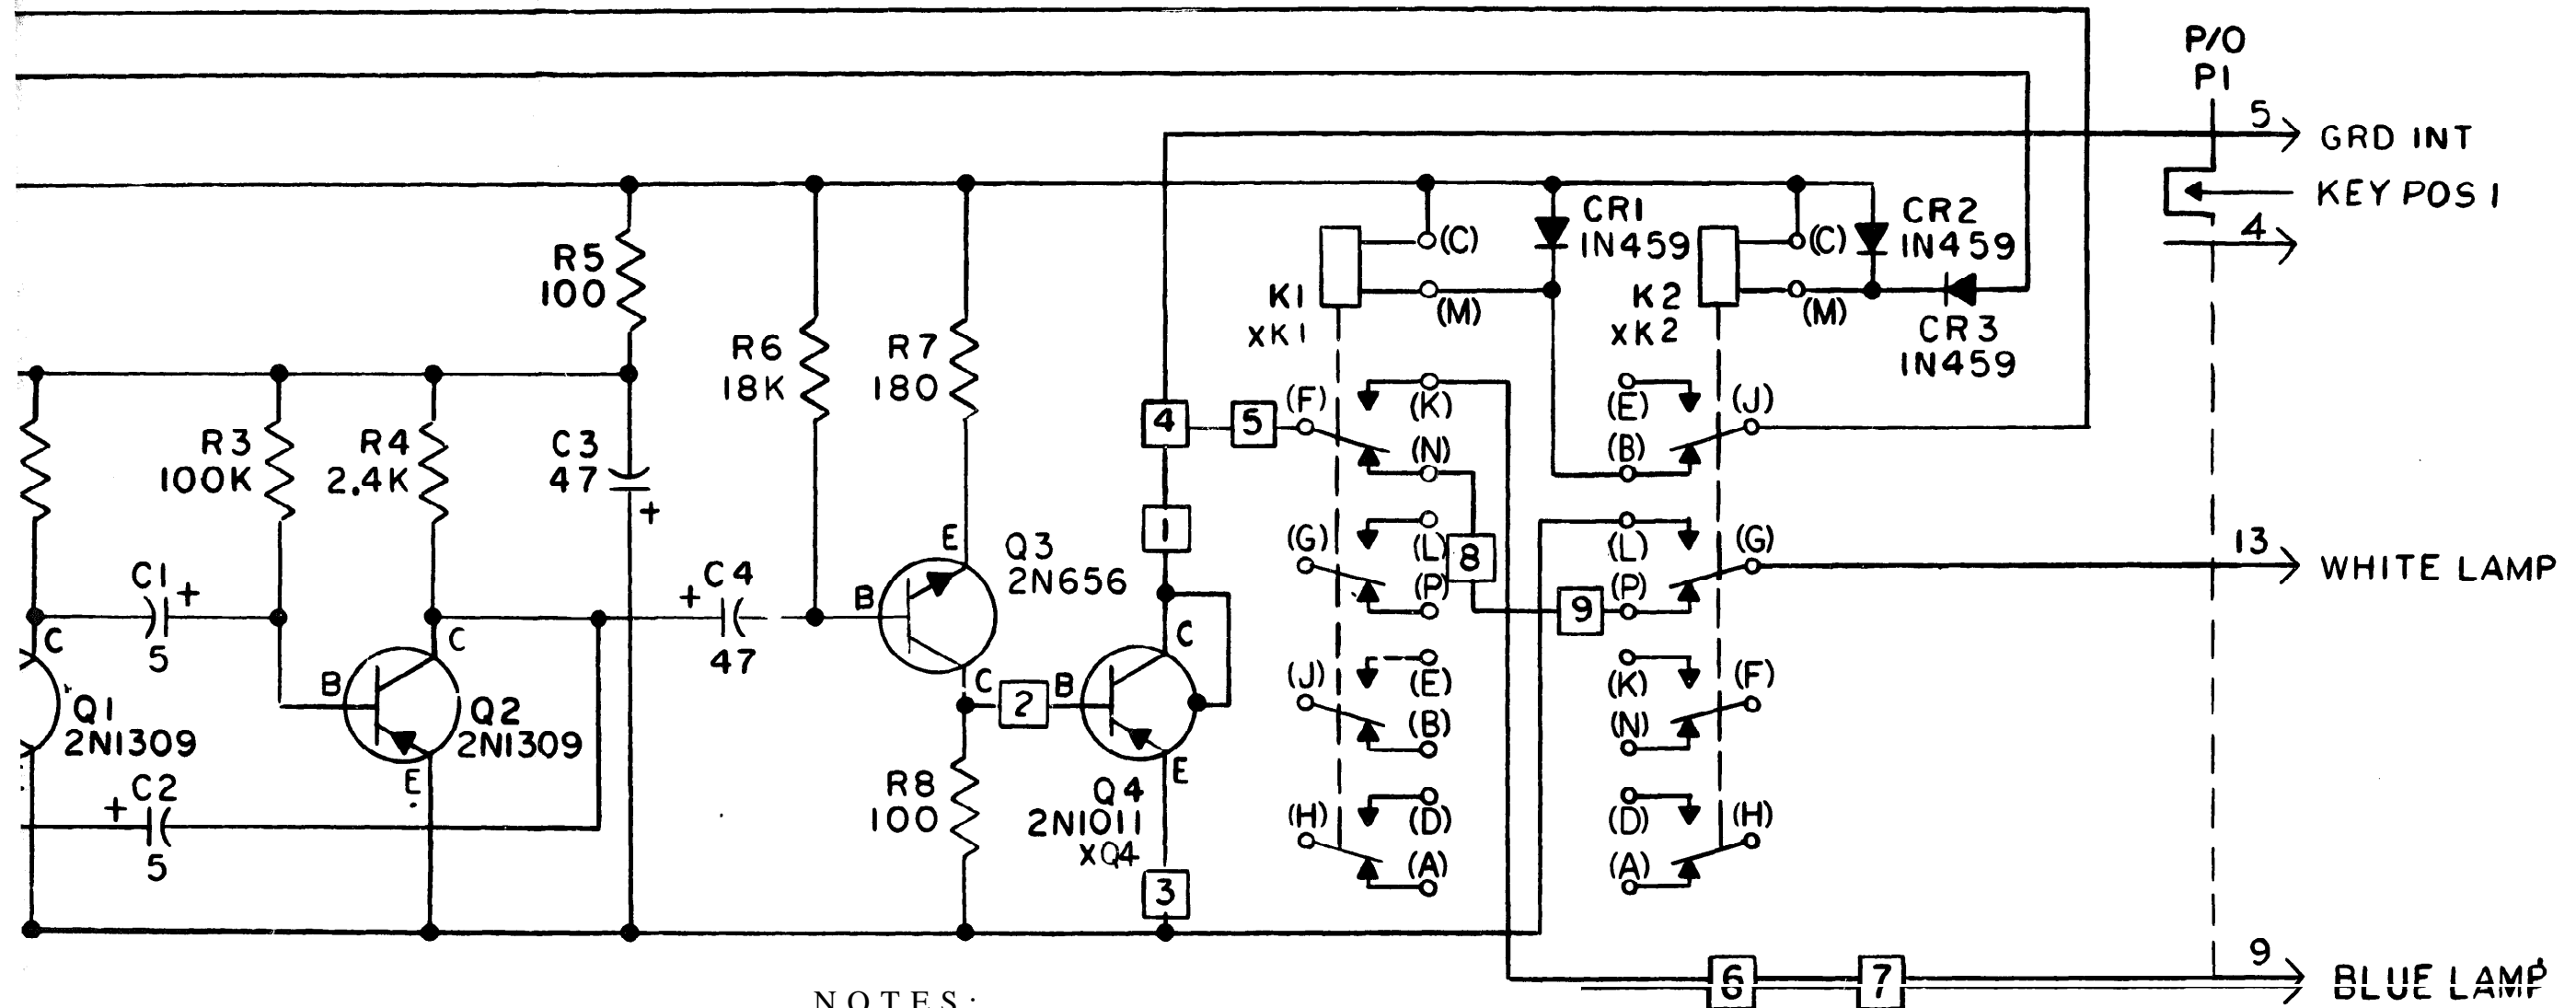 P/O
P1
5
GRD INT
KEY POS 1
4
R5
100
R6
18K
R7
180
K1
XK1
(C)
(M)
CR1
1N459
K2
XK2
(C)
(M)
CR2
1N459
CR3
1N459
R3
100K
R4
2.4K
C3
47
+
4
5
(F)
(K)
(N)
(E)
(B)
(J)
1
(G)
(L)
(P)
8
9
(L)
(P)
(G)
13
WHITE LAMP
C1
+
5
C
Q1
2N1309
B
C
Q2
2N1309
E
C2
+
5
+
C4
47
B
E
Q3
2N656
C
2
B
C
R8
100
Q4
2N1011
XQ4
E
3
(J)
(E)
(B)
(K)
(N)
(F)
(H)
(D)
(A)
(D)
(A)
(H)
6
7
9
BLUE LAMP
NOTES: